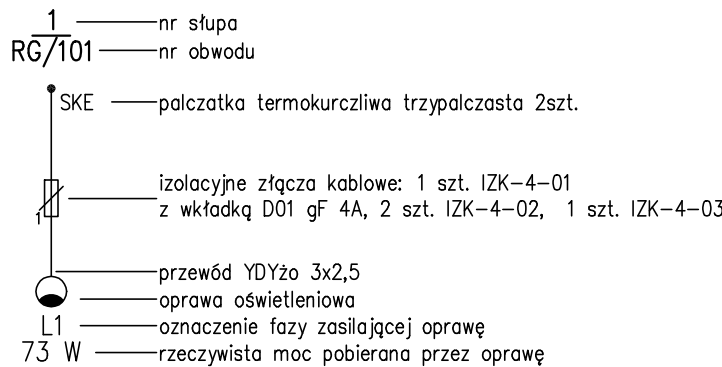 1 nr słupa
RG/101 nr obwodu
SKE palczatka termokurczliwa trzypalczasta 2szt.
izolacyjne złącza kablowe: 1 szt. IZK-4-01
1 z wkładką D01 gF 4A, 2 szt. IZK-4-02, 1 szt. IZK-4-03
przewód YDYżo 3x2,5
oprawa oświetleniowa
L1 oznaczenie fazy zasilającej oprawę
73 W rzeczywista moc pobierana przez oprawę